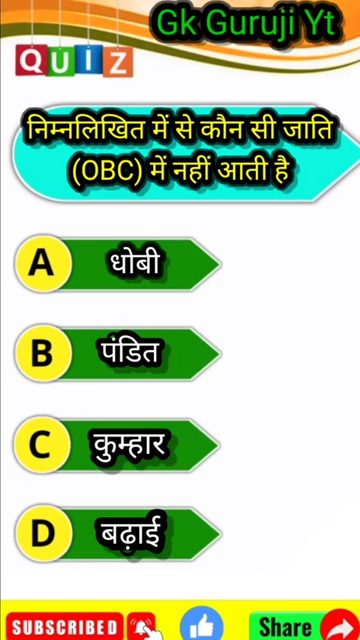 Gk Guruji Yt
QUIZ
निम्नलिखित में से कौन सी जाति
(OBC) में नहीं आती है
A धोबी
B पंडित
C कुम्हार
D बढ़ाई
SUBSCRIBED Share